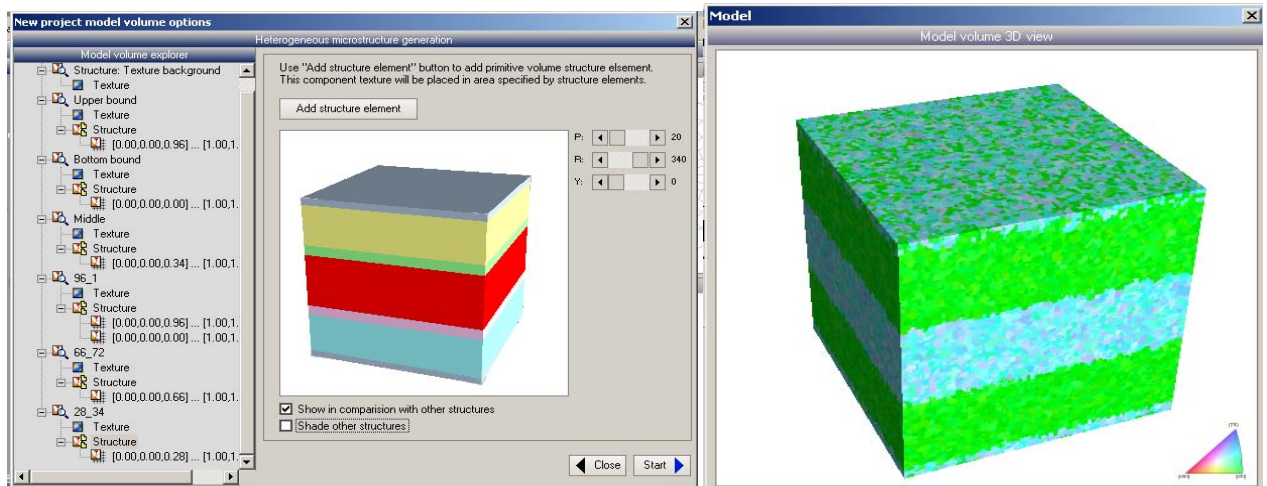 New project model volume options
Heterogeneous microstructure generation
Model volume explorer
Structure: Texture background
Texture
Upper bound
Texture
Structure
[0.00,0.00,0.96] ... [1.00,1.
Bottom bound
Texture
Structure
[0.00,0.00,0.00] ... [1.00,1.
Middle
Texture
Structure
[0.00,0.00,0.34] ... [1.00,1.
96_1
Texture
Structure
[0.00,0.00,0.96] ... [1.00,1.
[0.00,0.00,0.00] ... [1.00,1.
66_72
Texture
Structure
[0.00,0.00,0.66] ... [1.00,1.
28_34
Texture
Structure
[0.00,0.00,0.28] ... [1.00,1.
Use "Add structure element" button to add primitive volume structure elsement.
This component texture will be placed in area specified by structure elements.
Add structure element
P: 20
R: 340
Y: 0
Show in comparision with other structures
Shade other structures
Close Start
Model
Model volume 3D view